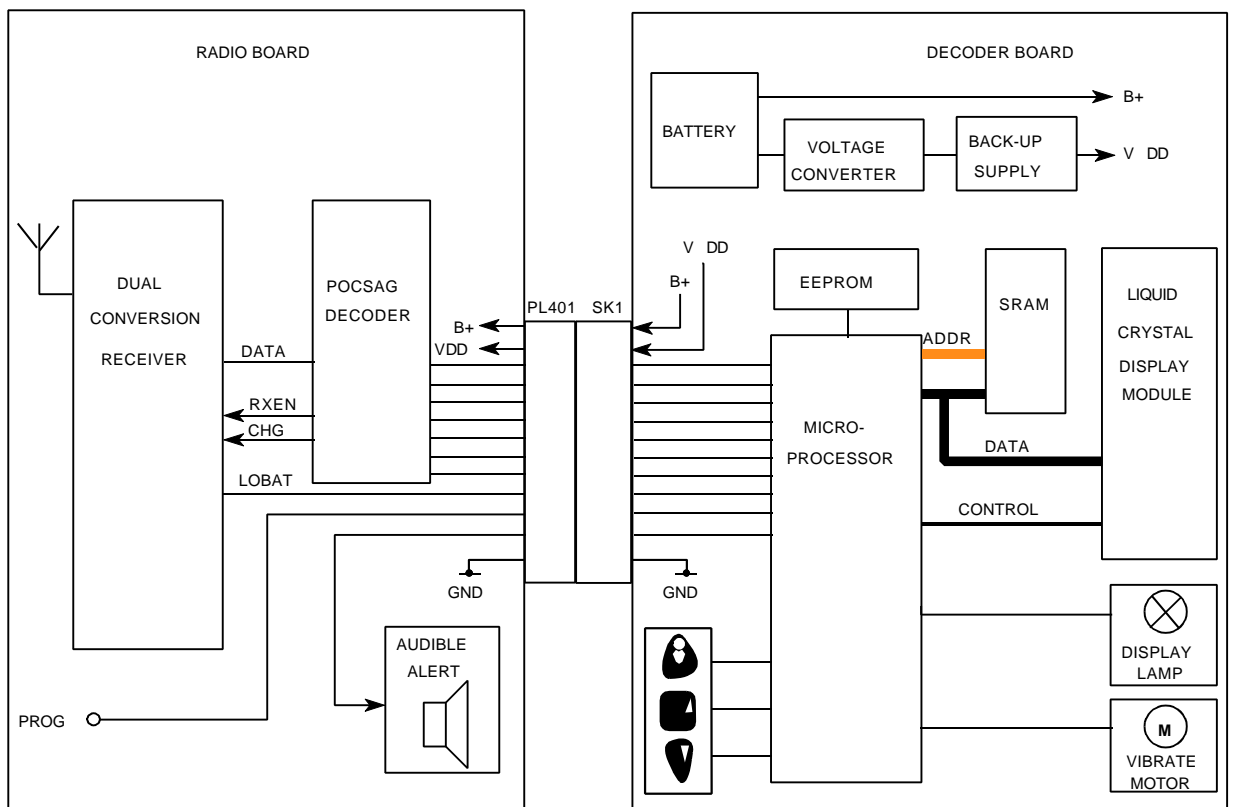 RADIO BOARD
DECODER BOARD
BATTERY
B+
VOLTAGE
CONVERTER
BACK-UP
SUPPLY
V DD
DUAL
CONVERSION
RECEIVER
POCSAG
DECODER
DATA
RXEN
CHG
LOBAT
B+
VDD
PL401
SK1
V DD
B+
GND
GND
AUDIBLE
ALERT
PROG
EEPROM
MICRO-
PROCESSOR
ADDR
SRAM
DATA
CONTROL
LIQUID
CRYSTAL
DISPLAY
MODULE
DISPLAY
LAMP
M
VIBRATE
MOTOR